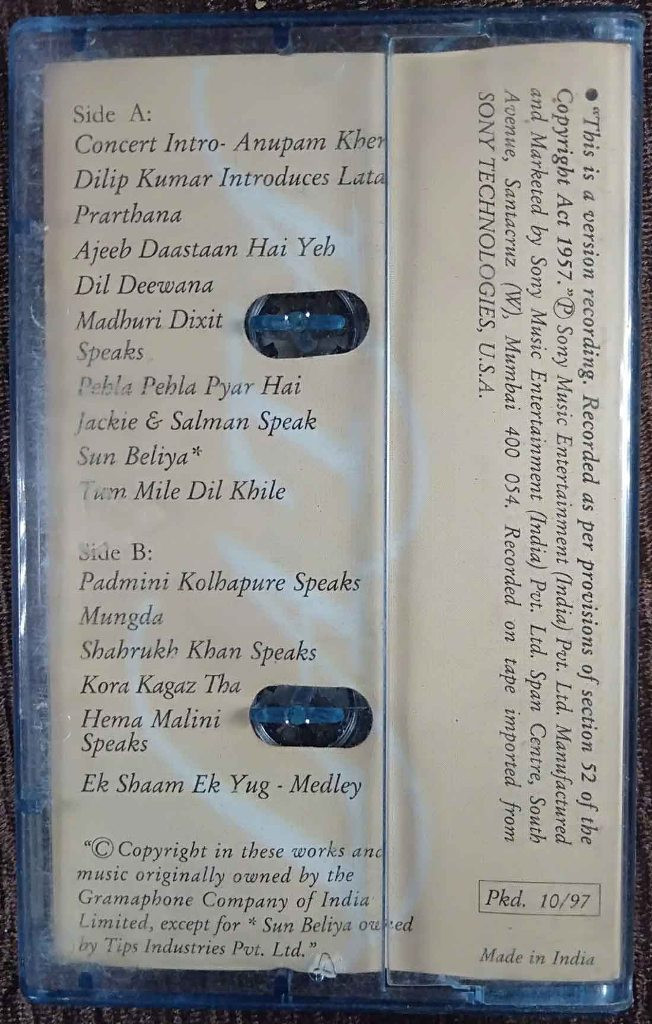 Side A:
Concert Intro- Anupam Kher
Dilip Kumar Introduces Lata
Prarthana
Ajeeb Daastaan Hai Yeh
Dil Deewana
Madhuri Dixit
Speaks
Pehla Pehla Pyar Hai
Jackie & Salman Speak
Sun Beliya*
Tum Mile Dil Khile
Side B:
Padmini Kolhapure Speaks
Mungda
Shahrukh Khan Speaks
Kora Kagaz Tha
Hema Malini
Speaks
Ek Shaam Ek Yug - Medley
"© Copyright in these works and
music originally owned by the
Gramaphone Company of India
Limited, except for * Sun Beliya owned
by Tips Industries Pvt. Ltd."
● "This is a version recording. Recorded as per provisions of section 52 of the
Copyright Act 1957." ℗ Sony Music Entertainment (India) Pvt. Ltd. Manufactured
and Marketed by Sony Music Entertainment (India) Pvt. Ltd. Span Centre, South
Avenue, Santacruz (W), Mumbai 400 054. Recorded on tape imported from
SONY TECHNOLOGIES, U.S.A.
Pkd. 10/97
Made in India